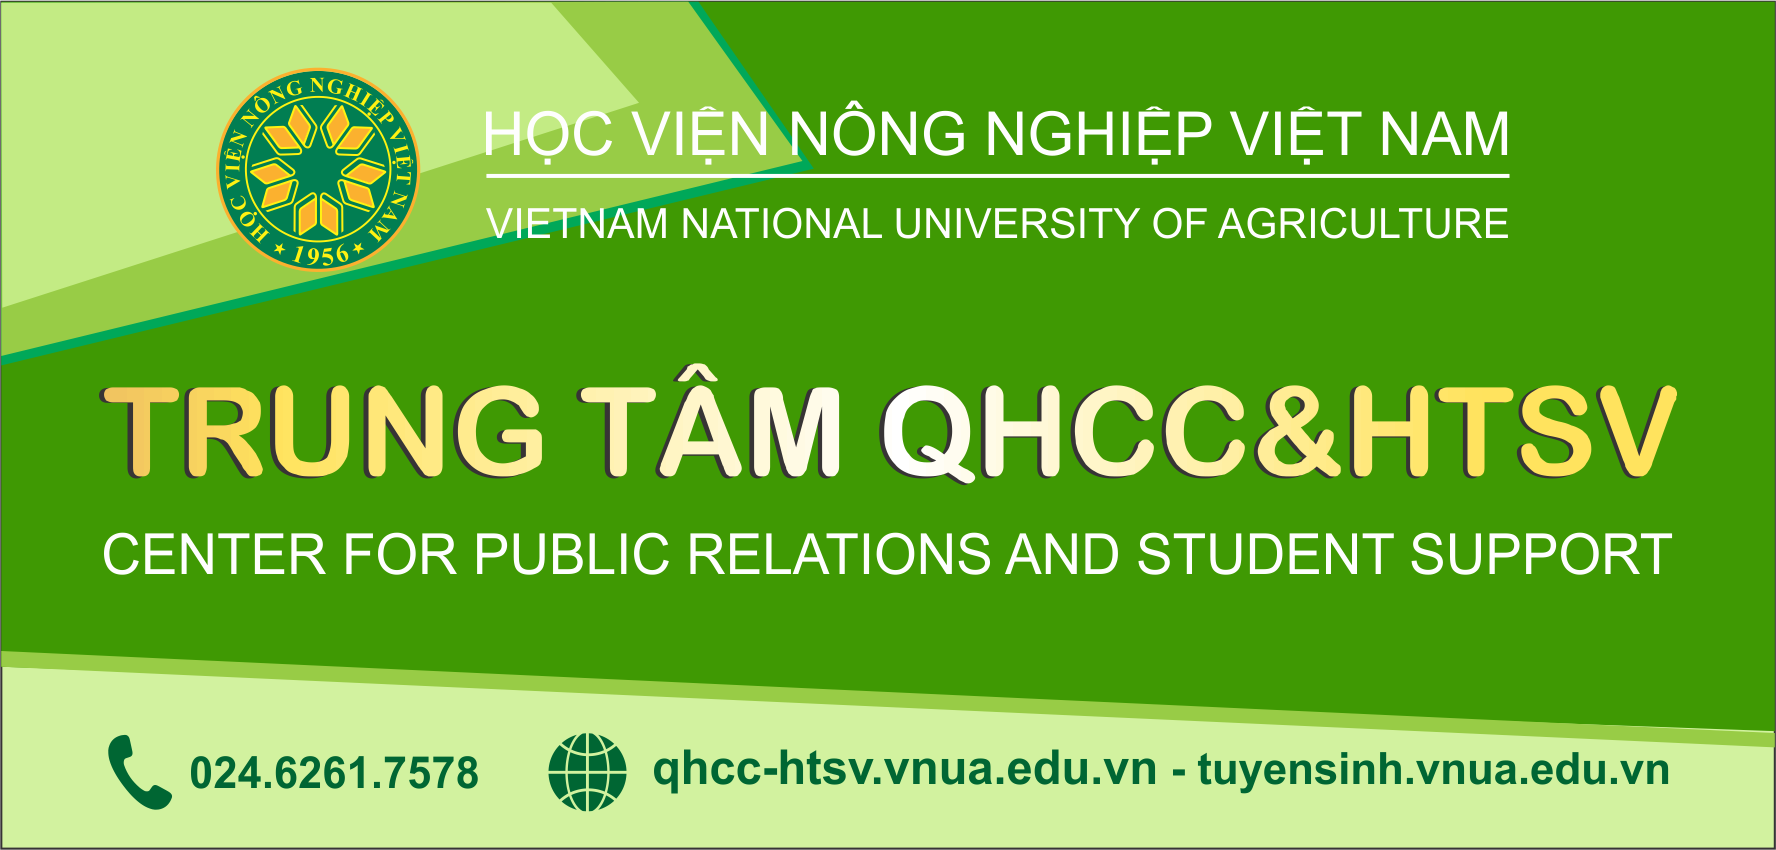 HỌC VIỆN NÔNG NGHIỆP VIỆT NAM
1956
HỌC VIỆN NÔNG NGHIỆP VIỆT NAM
VIETNAM NATIONAL UNIVERSITY OF AGRICULTURE
TRUNG TÂM QHCC&HTSV
CENTER FOR PUBLIC RELATIONS AND STUDENT SUPPORT
024.6261.7578
qhcc-htsv.vnua.edu.vn - tuyensinh.vnua.edu.vn